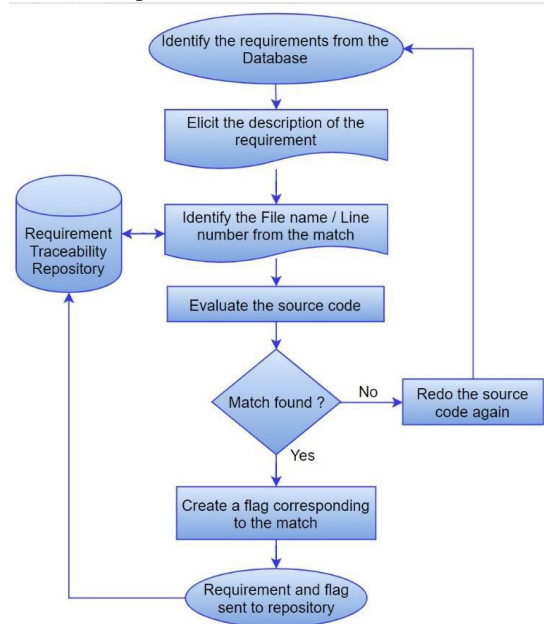 Identify the requirements from the
Database
Elicit the description of the
requirement
Requirement
Traceability
Repository
Identify the File name / Line
number from the match
Evaluate the source code
Match found ?
No
Redo the source
code again
Yes
Create a flag corresponding
to the match
Requirement and flag
sent to repository